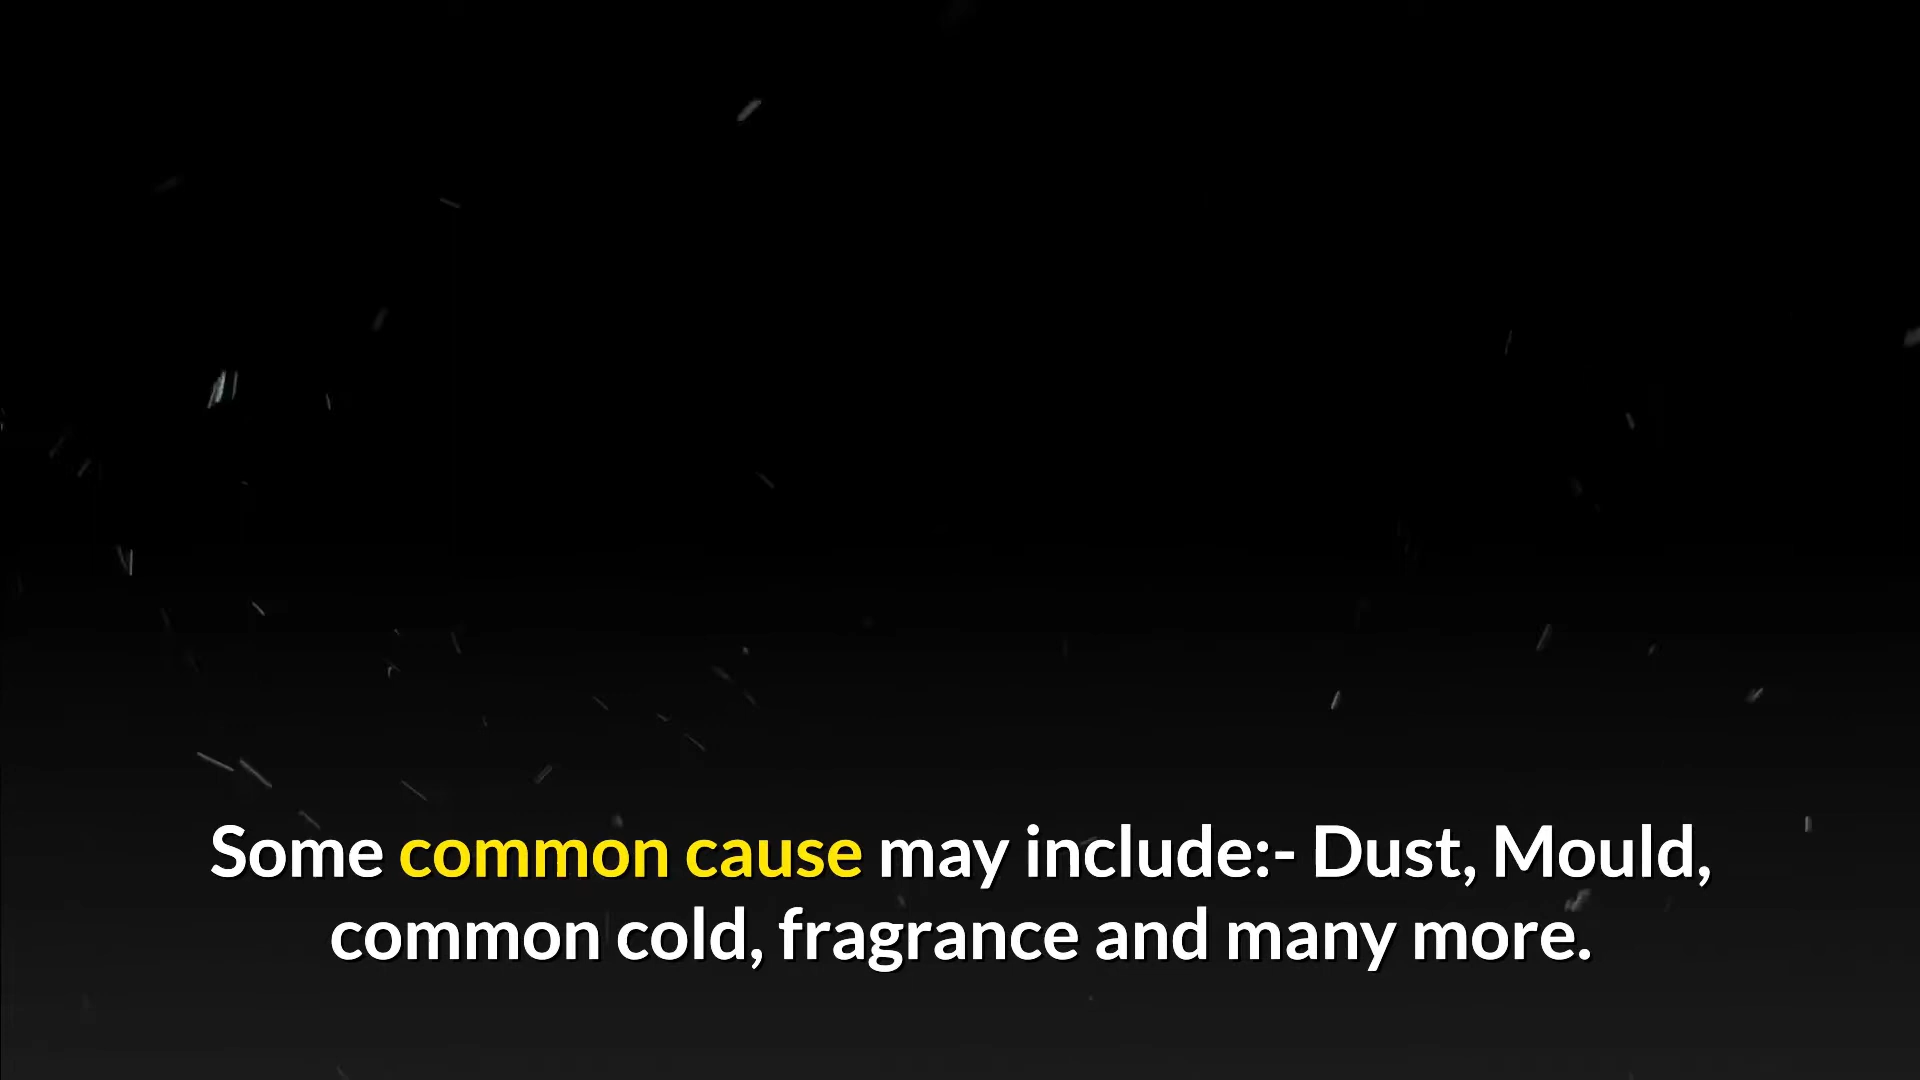 Some common cause may include:- Dust, Mould,
common cold, fragrance and many more.